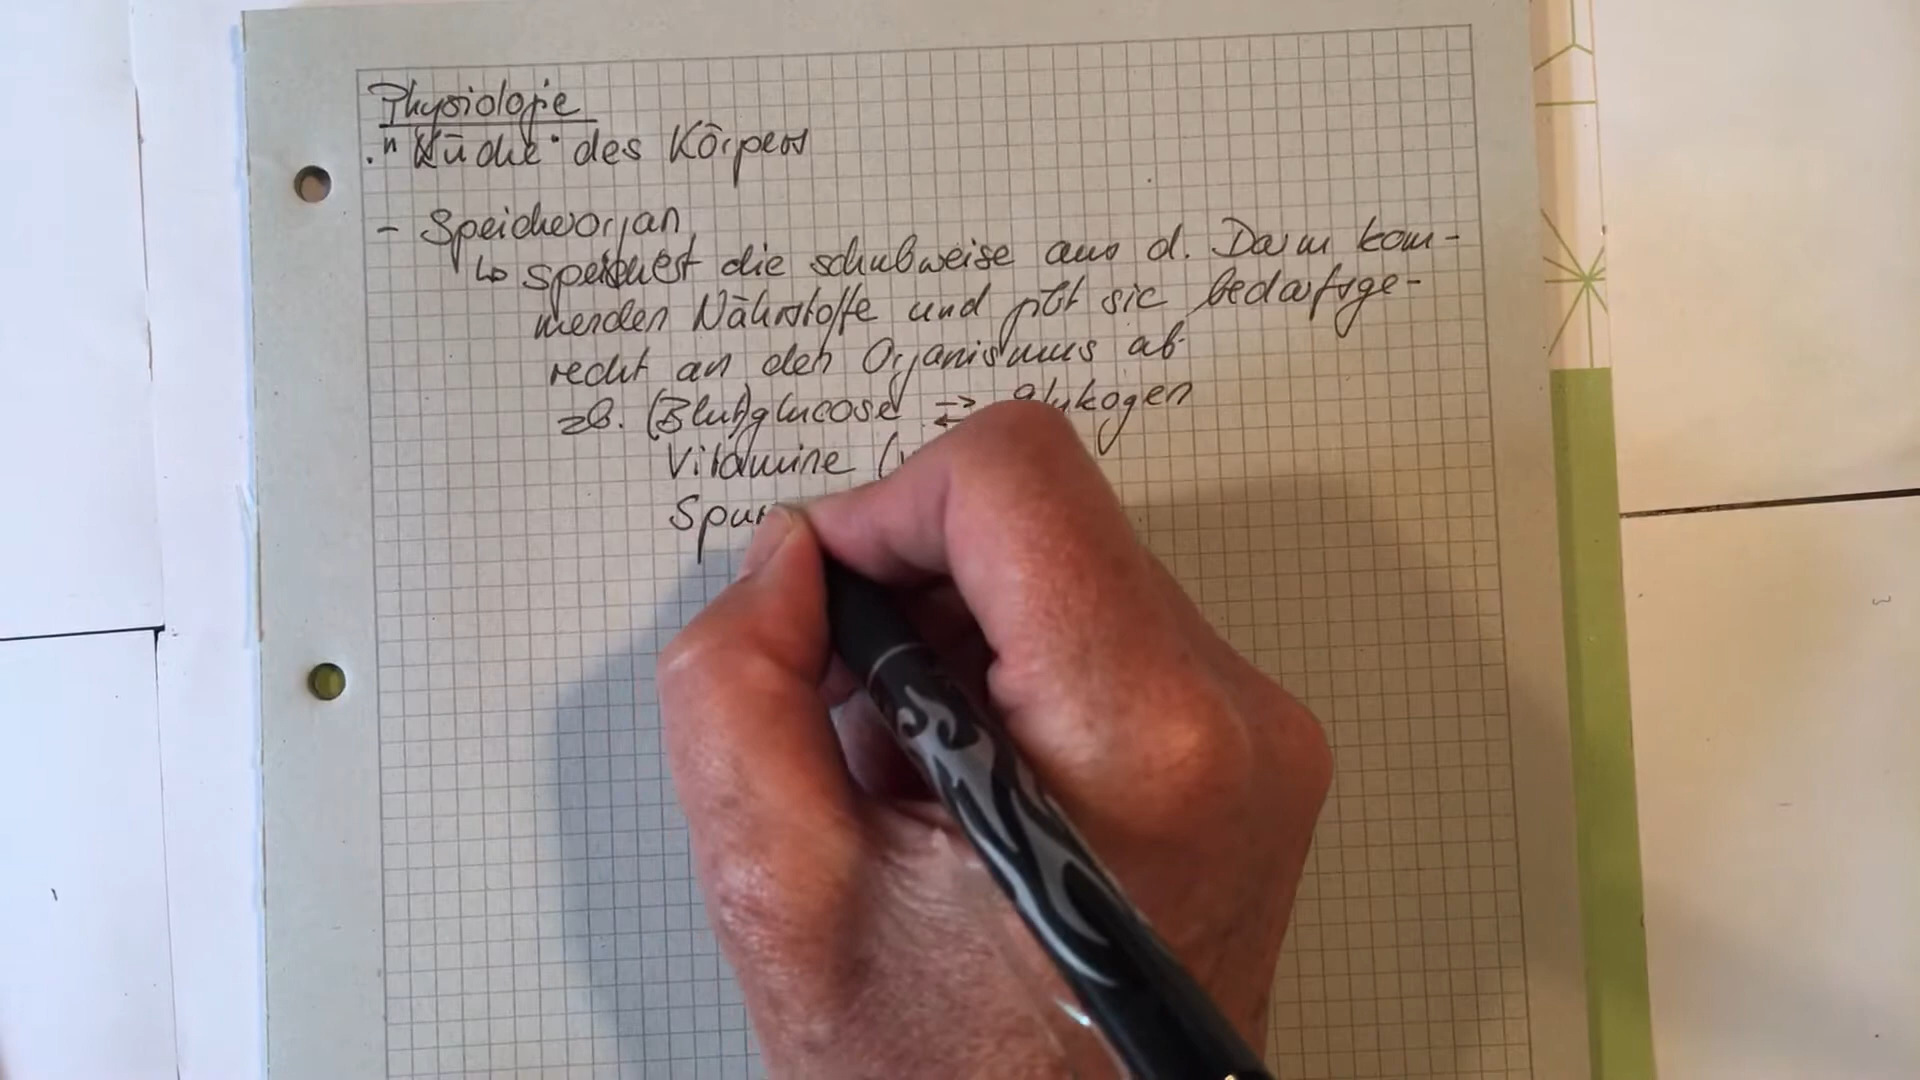 Physiologie
. "Küche" des Körpers
- Speicherorgan
↳ speichert die schubweise aus d. Darm kom-
menden Nährstoffe und gibt sie bedarfsge-
recht an den Organismus ab
zB. (Blut)glucose ⇄ Glykogen
Vitamine (
Spur